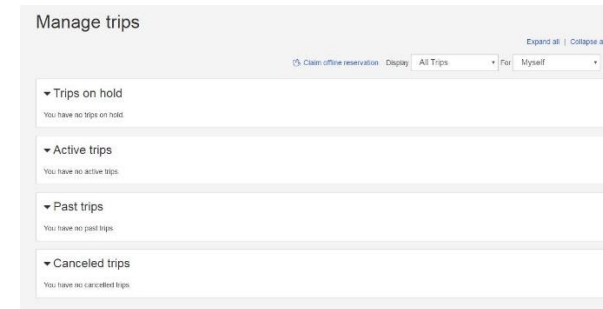 Manage trips
Expand all | Collapse a
Claim offline reservation Display All Trips For Myself
Trips on hold
You have no trips on hold.
Active trips
You have no active trips.
Past trips
You have no past trips.
Canceled trips
You have no cancelled trips.